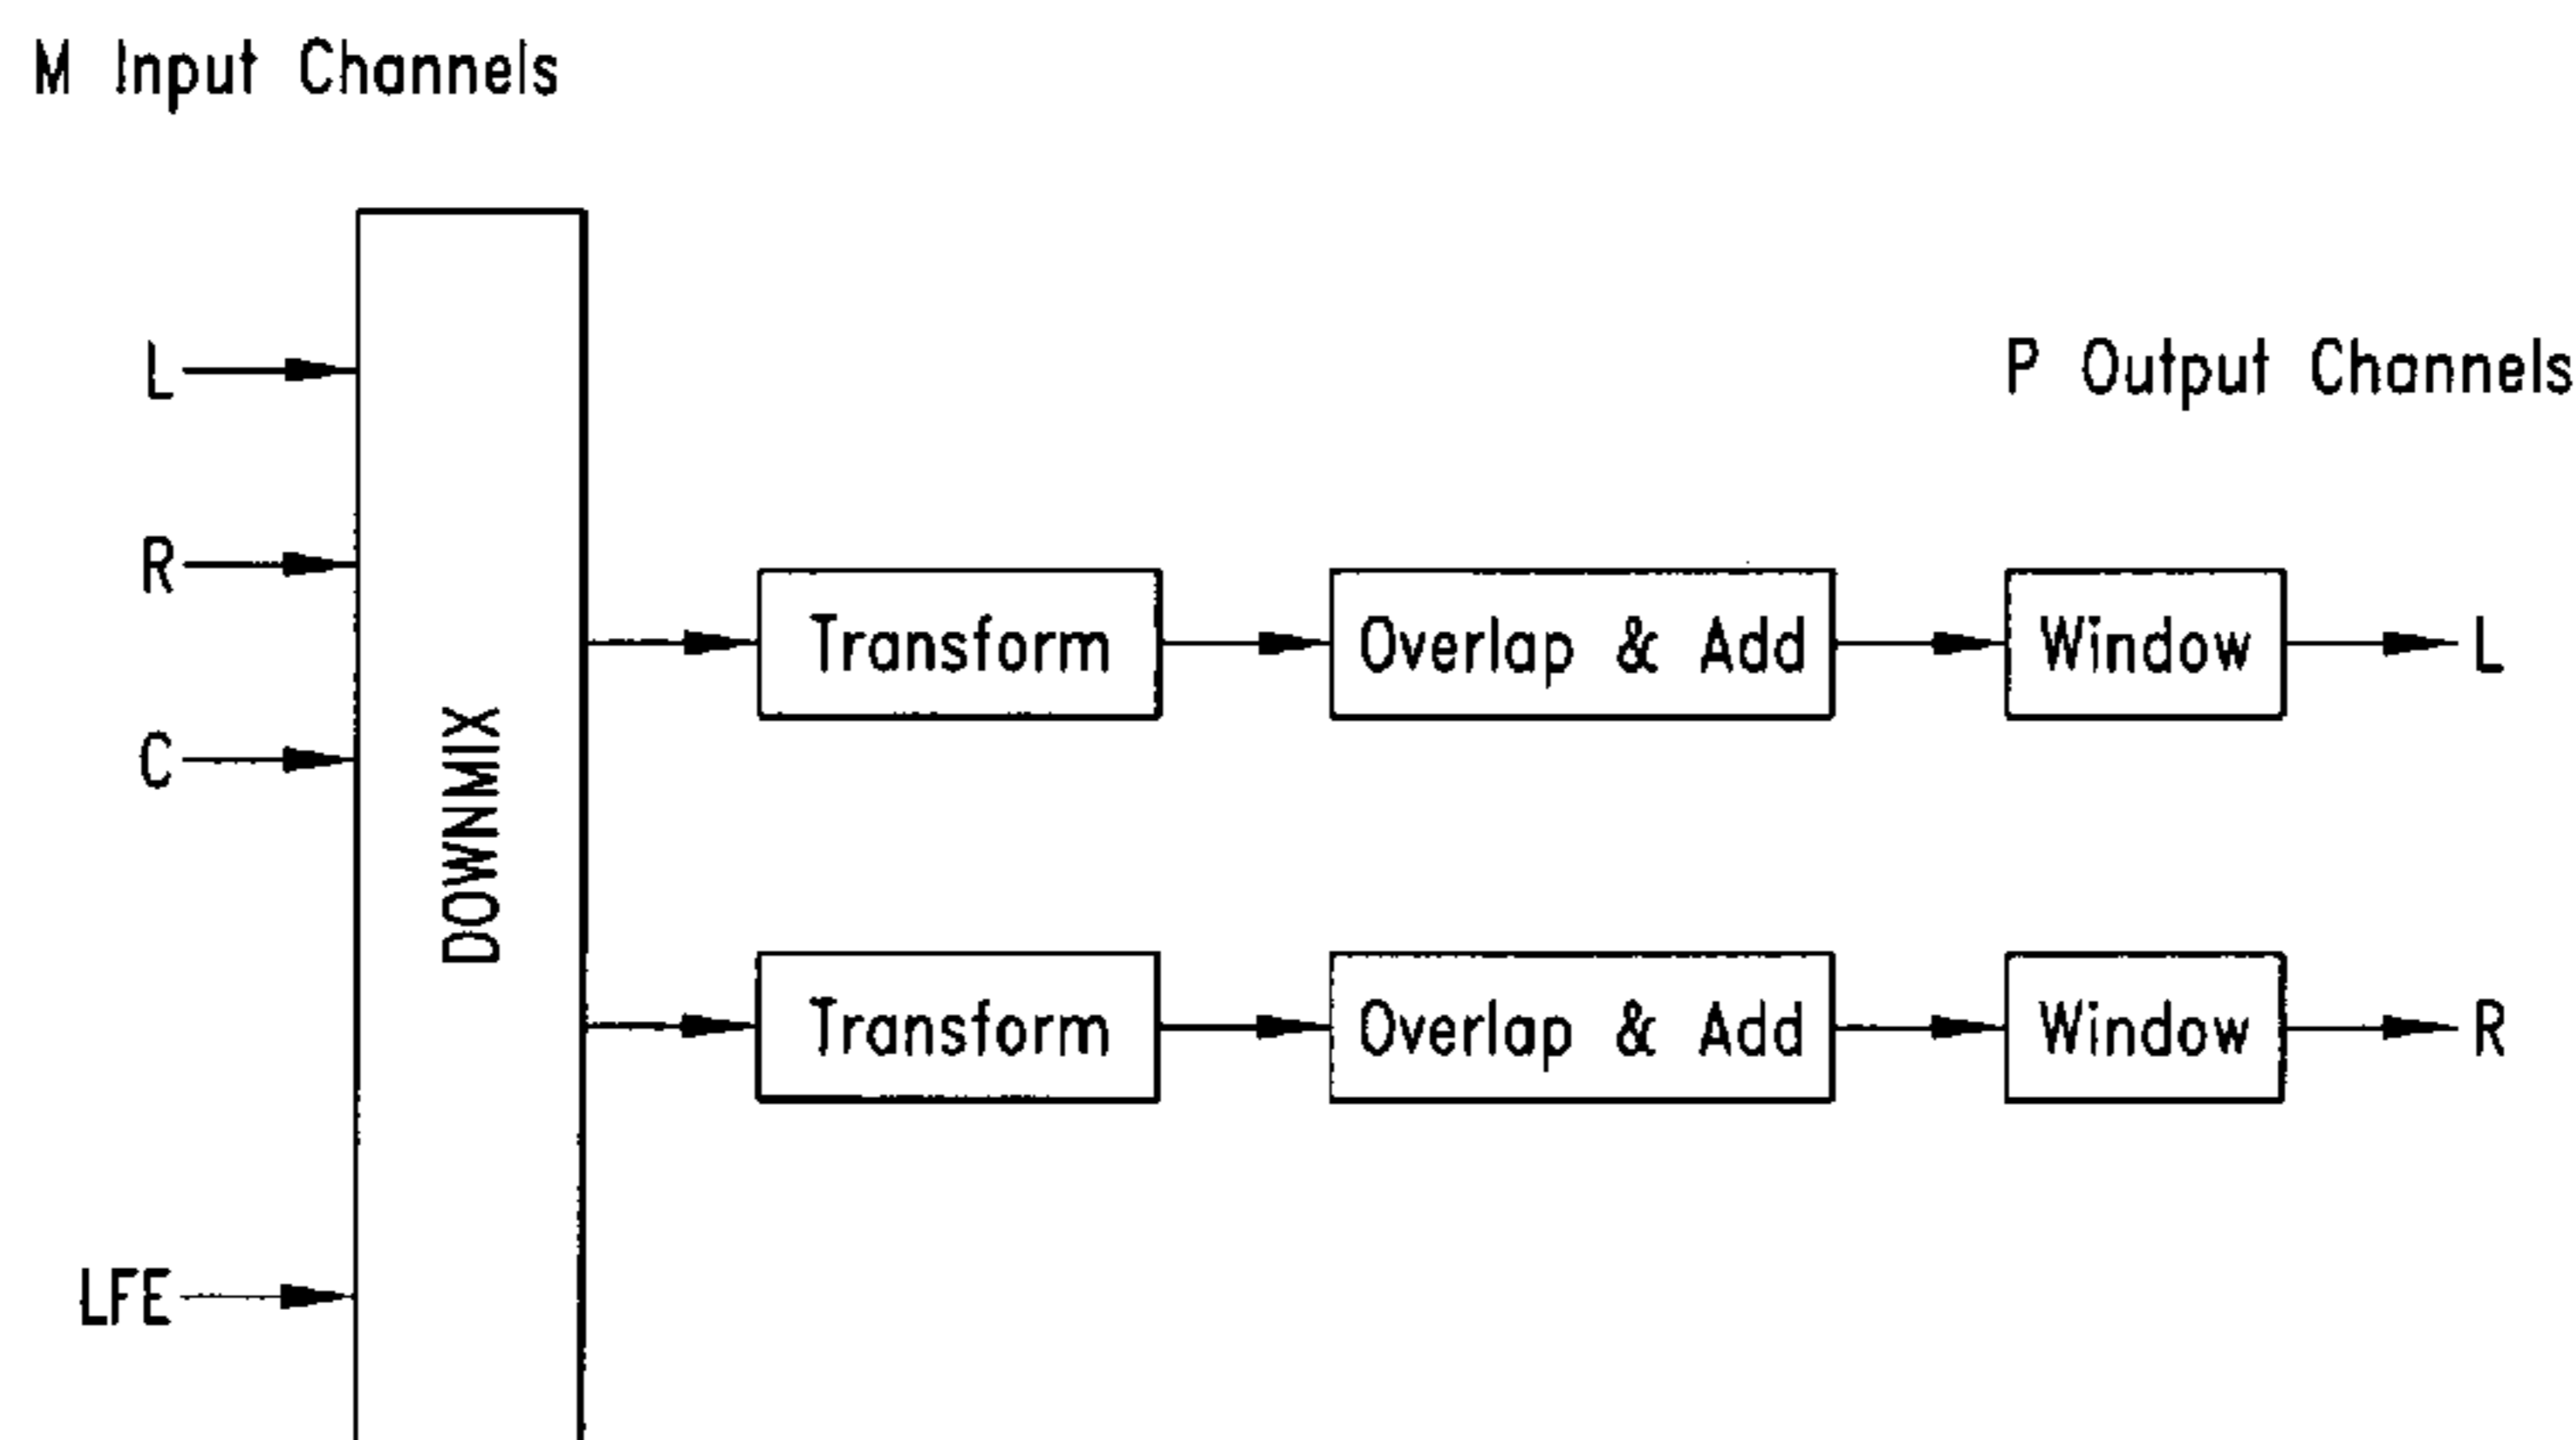 M Input Channels
L
P Output Channels
R
Transform
Overlap & Add
Window
L
C
DOWNMIX
Transform
Overlap & Add
Window
R
LFE